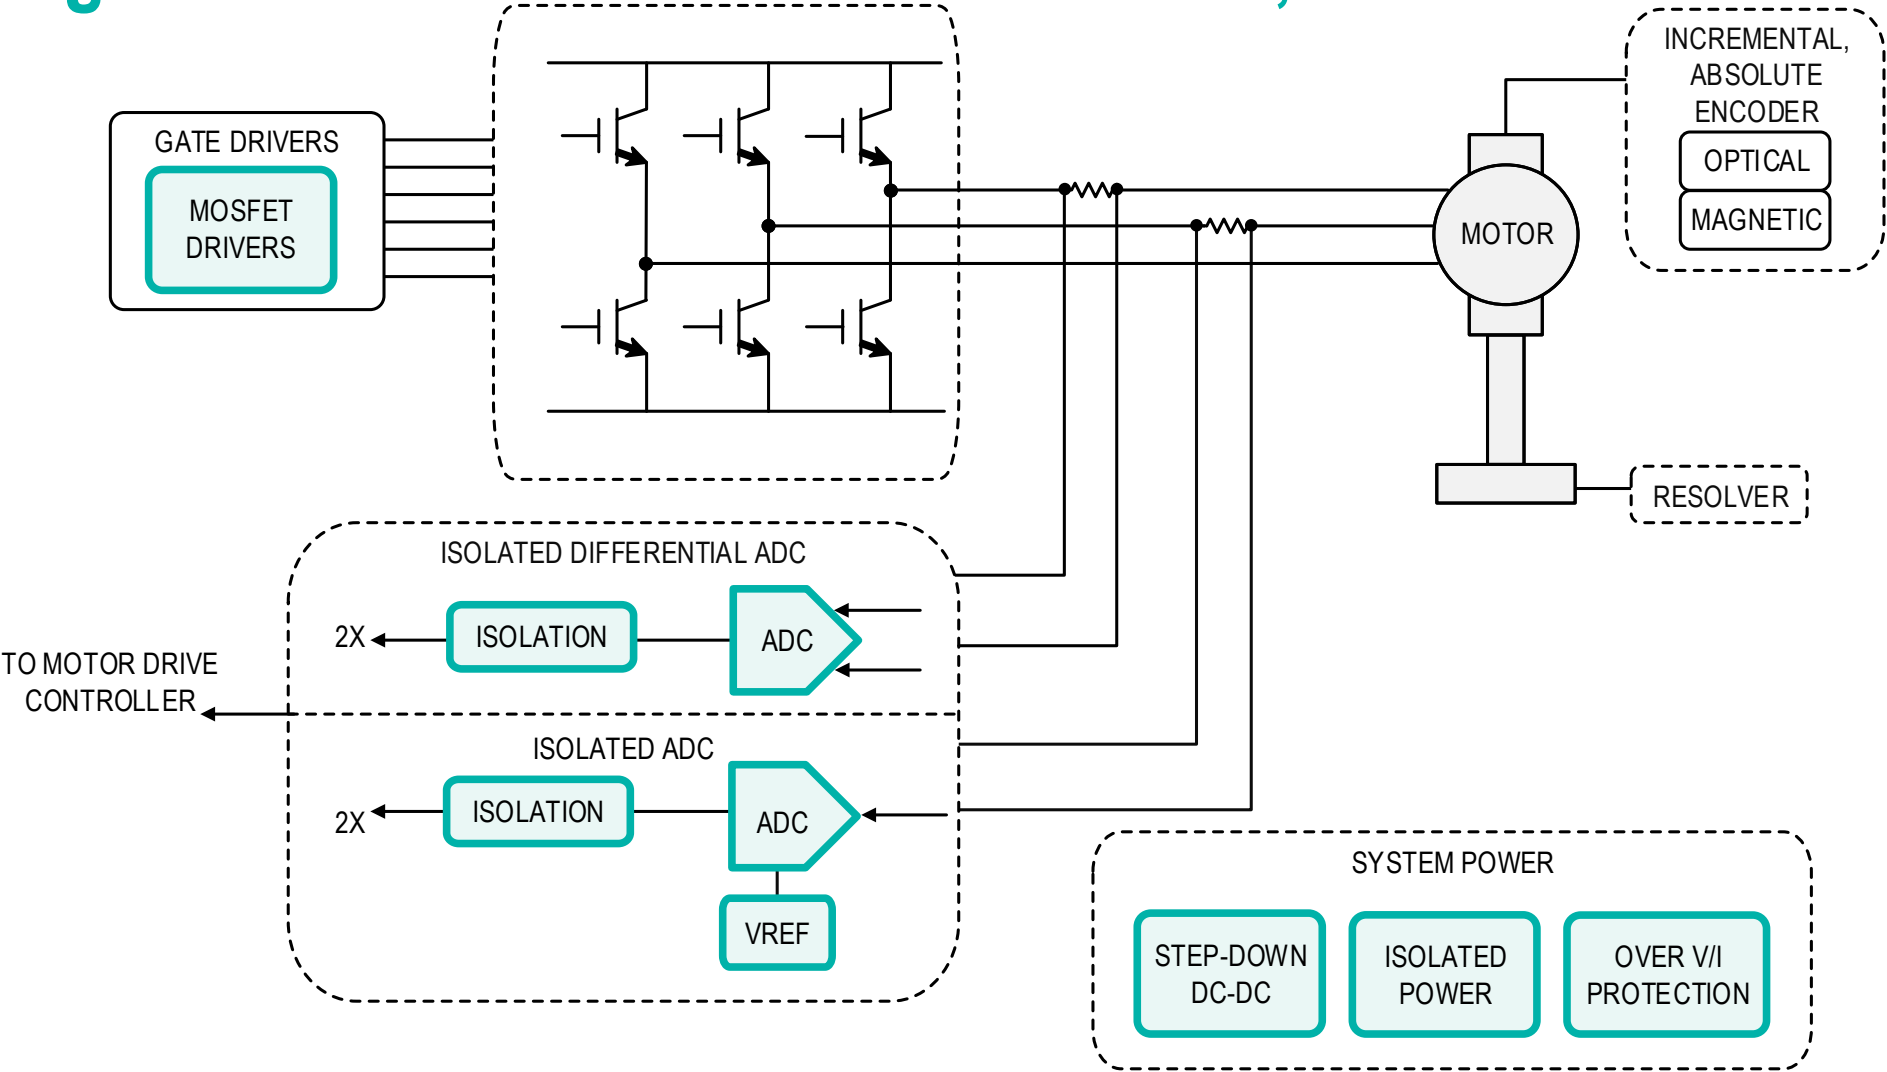 GATE DRIVERS
MOSFET
DRIVERS
INCREMENTAL,
ABSOLUTE
ENCODER
OPTICAL
MAGNETIC
MOTOR
RESOLVER
ISOLATED DIFFERENTIAL ADC
2X
ISOLATION
ADC
TO MOTOR DRIVE
CONTROLLER
ISOLATED ADC
2X
ISOLATION
ADC
VREF
SYSTEM POWER
STEP-DOWN
DC-DC
ISOLATED
POWER
OVER V/I
PROTECTION